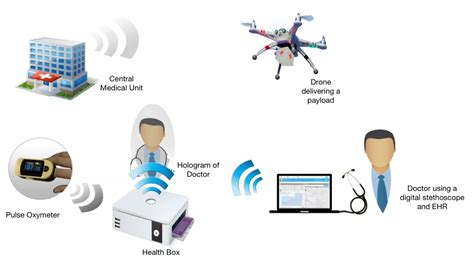 Central
Medical Unit
Drone
delivering a
payload
Hologram of
Doctor
Pulse Oxymeter
Health Box
Doctor using a
digital stethoscope
and EHR